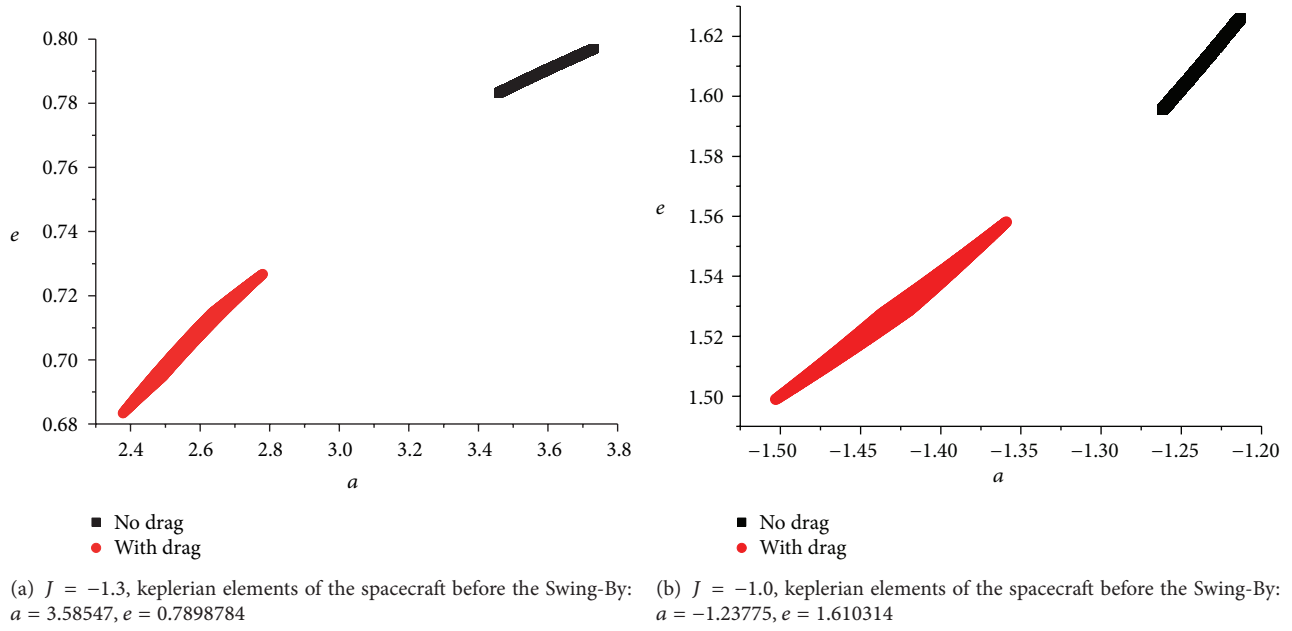 0.80
0.78
0.76
0.74
0.72
0.70
0.68
e
2.4 2.6 2.8 3.0 3.2 3.4 3.6 3.8
a
No drag
With drag
(a) J = −1.3, keplerian elements of the spacecraft before the Swing-By:
a = 3.58547, e = 0.7898784
1.62
1.60
1.58
1.56
1.54
1.52
1.50
e
−1.50 −1.45 −1.40 −1.35 −1.30 −1.25 −1.20
a
No drag
With drag
(b) J = −1.0, keplerian elements of the spacecraft before the Swing-By:
a = −1.23775, e = 1.610314